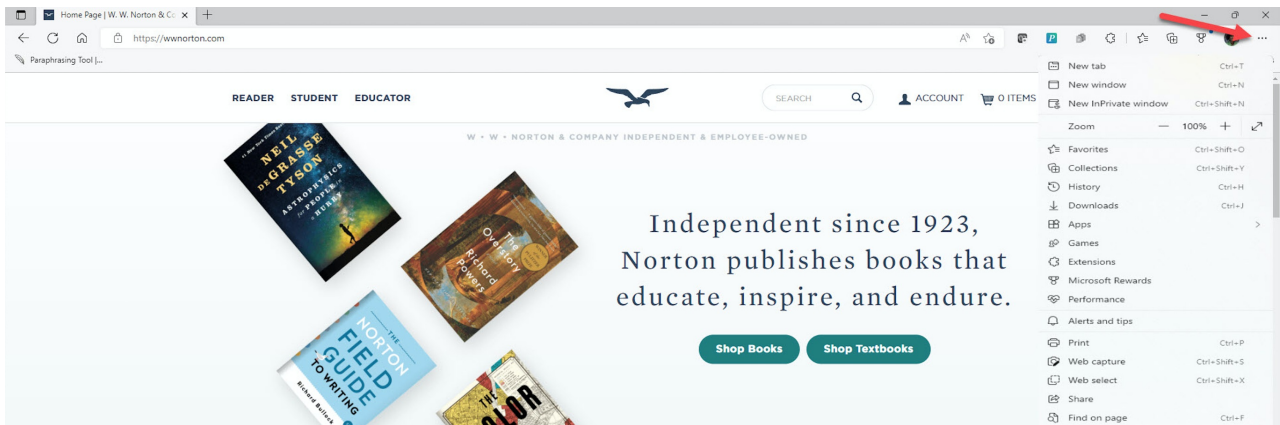 Home Page | W. W. Norton & Co
https://wwnorton.com
Paraphrasing Tool |...
READER STUDENT EDUCATOR
SEARCH
ACCOUNT
0 ITEMS
W • W • NORTON & COMPANY INDEPENDENT & EMPLOYEE-OWNED
NEIL
DEGRASSE
TYSON
ASTROPHYSICS
for PEOPLE in
a HURRY
The
Overstory
Richard
Powers
THE
NORTON
FIELD
GUIDE
TO WRITING
Richard Bullock
THE
Independent since 1923,
Norton publishes books that
educate, inspire, and endure.
Shop Books
Shop Textbooks
New tab Ctrl+T
New window Ctrl+N
New InPrivate window Ctrl+Shift+N
Zoom — 100% +
Favorites Ctrl+Shift+O
Collections Ctrl+Shift+Y
History Ctrl+H
Downloads Ctrl+J
Apps
Games
Extensions
Microsoft Rewards
Performance
Alerts and tips
Print Ctrl+P
Web capture Ctrl+Shift+S
Web select Ctrl+Shift+X
Share
Find on page Ctrl+F